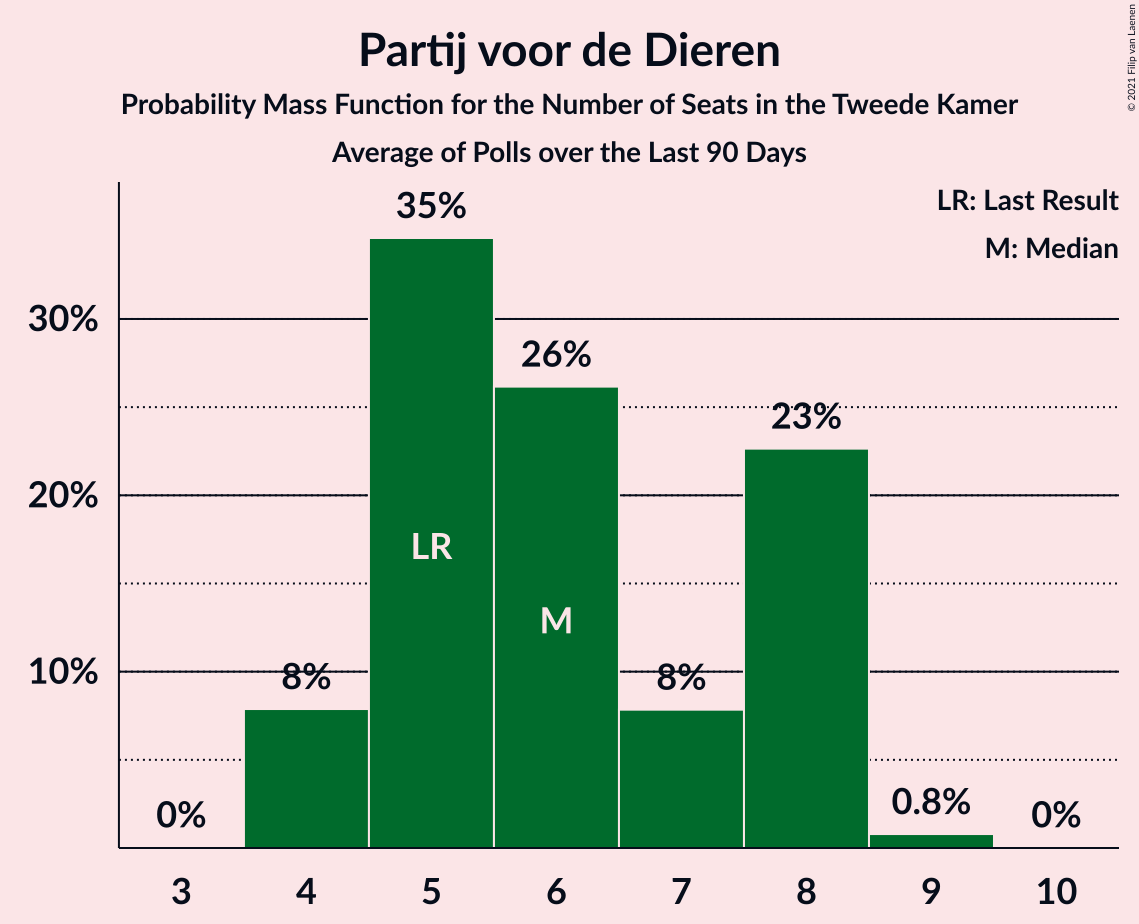 Partij voor de Dieren
Probability Mass Function for the Number of Seats in the Tweede Kamer
Average of Polls over the Last 90 Days
© 2021 Filip van Laenen
LR: Last Result
M: Median
35%
30%
26%
23%
20%
LR
M
10%
8%
8%
0%
0.8%
0%
3 4 5 6 7 8 9 10